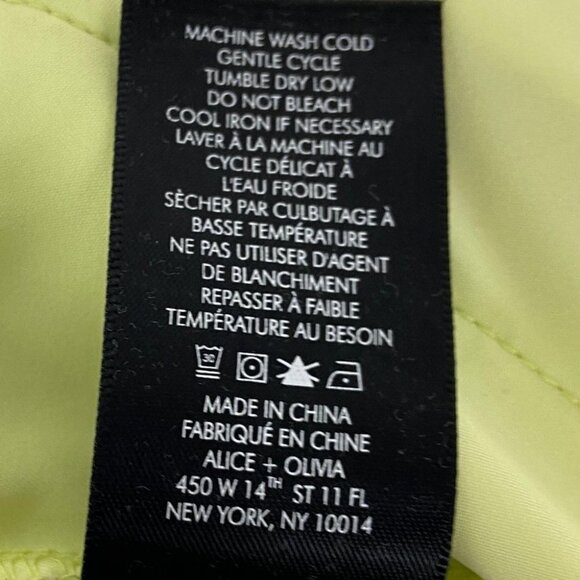 MACHINE WASH COLD
GENTLE CYCLE
TUMBLE DRY LOW
DO NOT BLEACH
COOL IRON IF NECESSARY
LAVER À LA MACHINE AU
CYCLE DÉLICAT À
L'EAU FROIDE
SÈCHER PAR CULBUTAGE À
BASSE TEMPÉRATURE
NE PAS UTILISER D'AGENT
DE BLANCHIMENT
REPASSER À FAIBLE
TEMPÉRATURE AU BESOIN
30
MADE IN CHINA
FABRIQUÉ EN CHINE
ALICE + OLIVIA
450 W 14TH ST 11 FL
NEW YORK, NY 10014